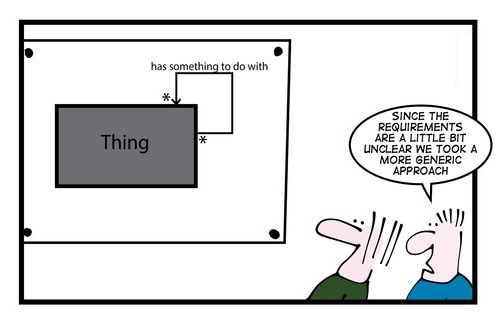 has something to do with
*
*
Thing
SINCE THE
REQUIREMENTS
ARE A LITTLE BIT
UNCLEAR WE TOOK A
MORE GENERIC
APPROACH